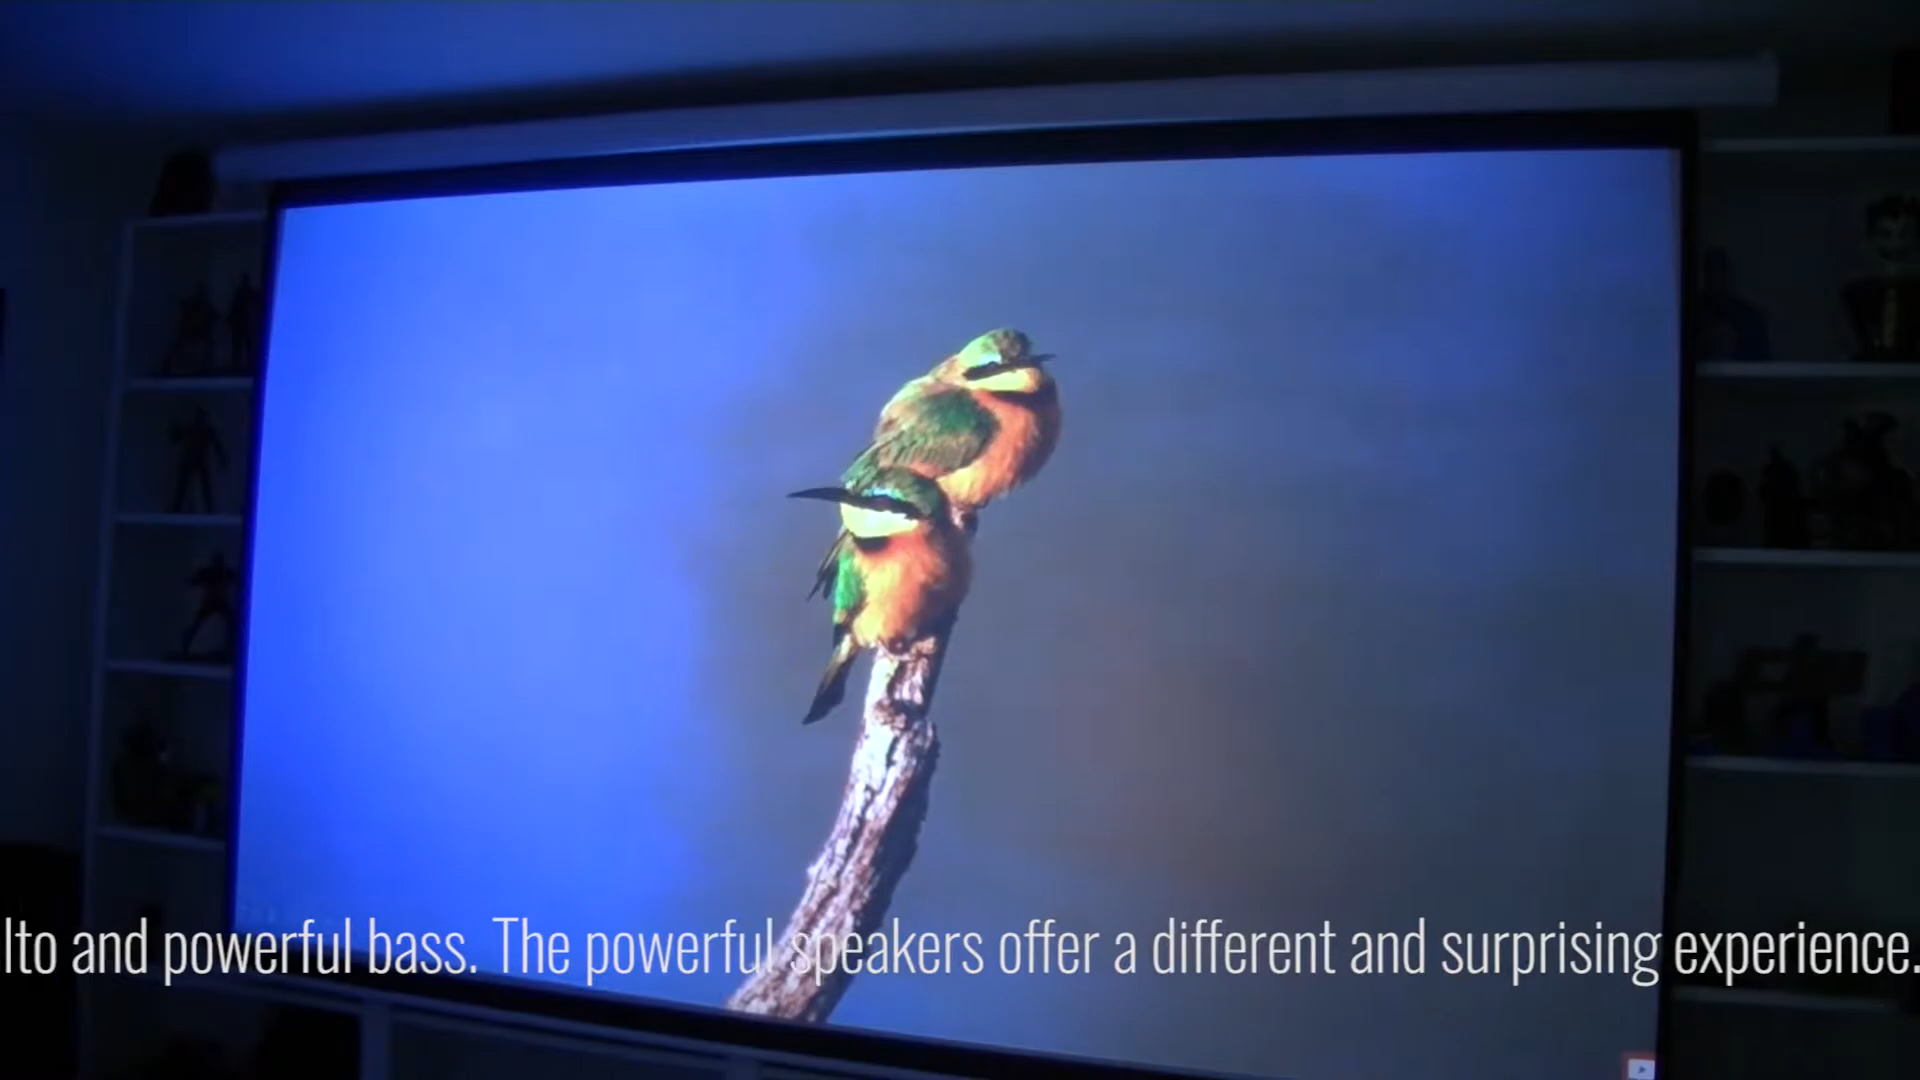 lto and powerful bass. The powerful speakers offer a different and surprising experience.